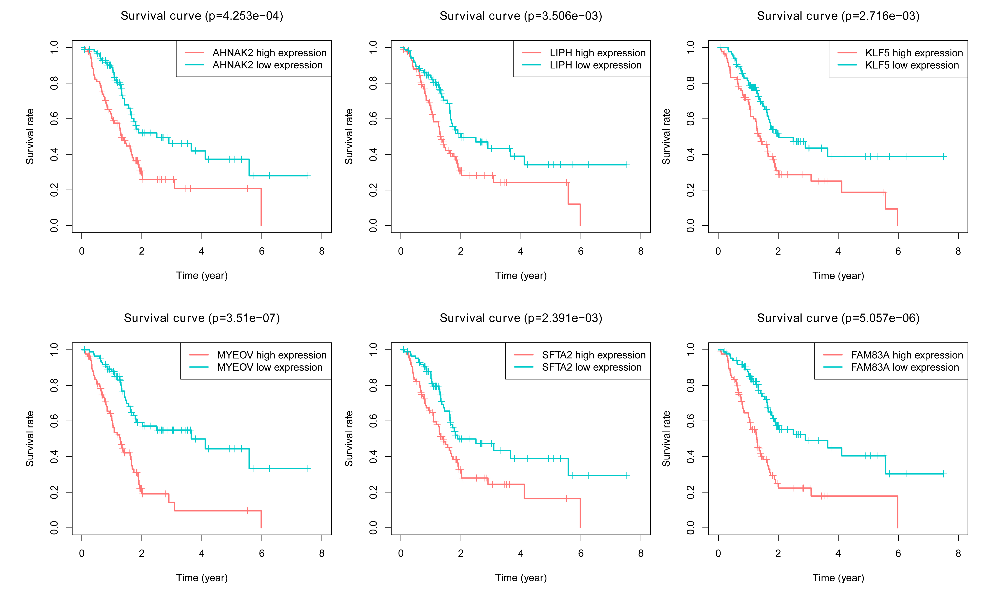 Survival curve (p=4.253e−04)
AHNAK2 high expression
AHNAK2 low expression
Survival rate
0.0 0.2 0.4 0.6 0.8 1.0
0 2 4 6 8
Time (year)
Survival curve (p=3.506e−03)
LIPH high expression
LIPH low expression
Survival rate
0.0 0.2 0.4 0.6 0.8 1.0
0 2 4 6 8
Time (year)
Survival curve (p=2.716e−03)
KLF5 high expression
KLF5 low expression
Survival rate
0.0 0.2 0.4 0.6 0.8 1.0
0 2 4 6 8
Time (year)
Survival curve (p=3.51e−07)
MYEOV high expression
MYEOV low expression
Survival rate
0.0 0.2 0.4 0.6 0.8 1.0
0 2 4 6 8
Time (year)
Survival curve (p=2.391e−03)
SFTA2 high expression
SFTA2 low expression
Survival rate
0.0 0.2 0.4 0.6 0.8 1.0
0 2 4 6 8
Time (year)
Survival curve (p=5.057e−06)
FAM83A high expression
FAM83A low expression
Survival rate
0.0 0.2 0.4 0.6 0.8 1.0
0 2 4 6 8
Time (year)